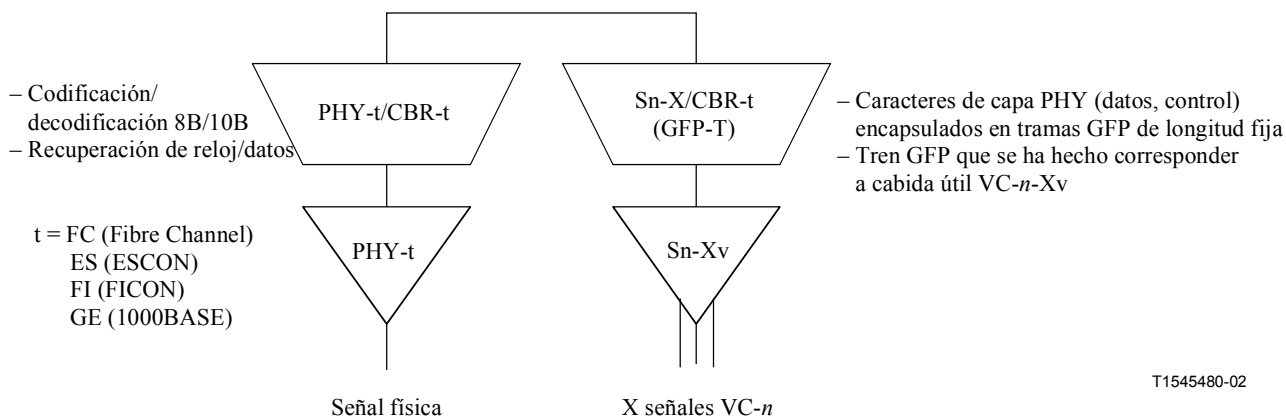 – Codificación/
decodificación 8B/10B
– Recuperación de reloj/datos
PHY-t/CBR-t
Sn-X/CBR-t
(GFP-T)
– Caracteres de capa PHY (datos, control)
encapsulados en tramas GFP de longitud fija
– Tren GFP que se ha hecho corresponder
a cabida útil VC-n-Xv
t = FC (Fibre Channel)
ES (ESCON)
FI (FICON)
GE (1000BASE)
PHY-t
Sn-Xv
Señal física
X señales VC-n
T1545480-02